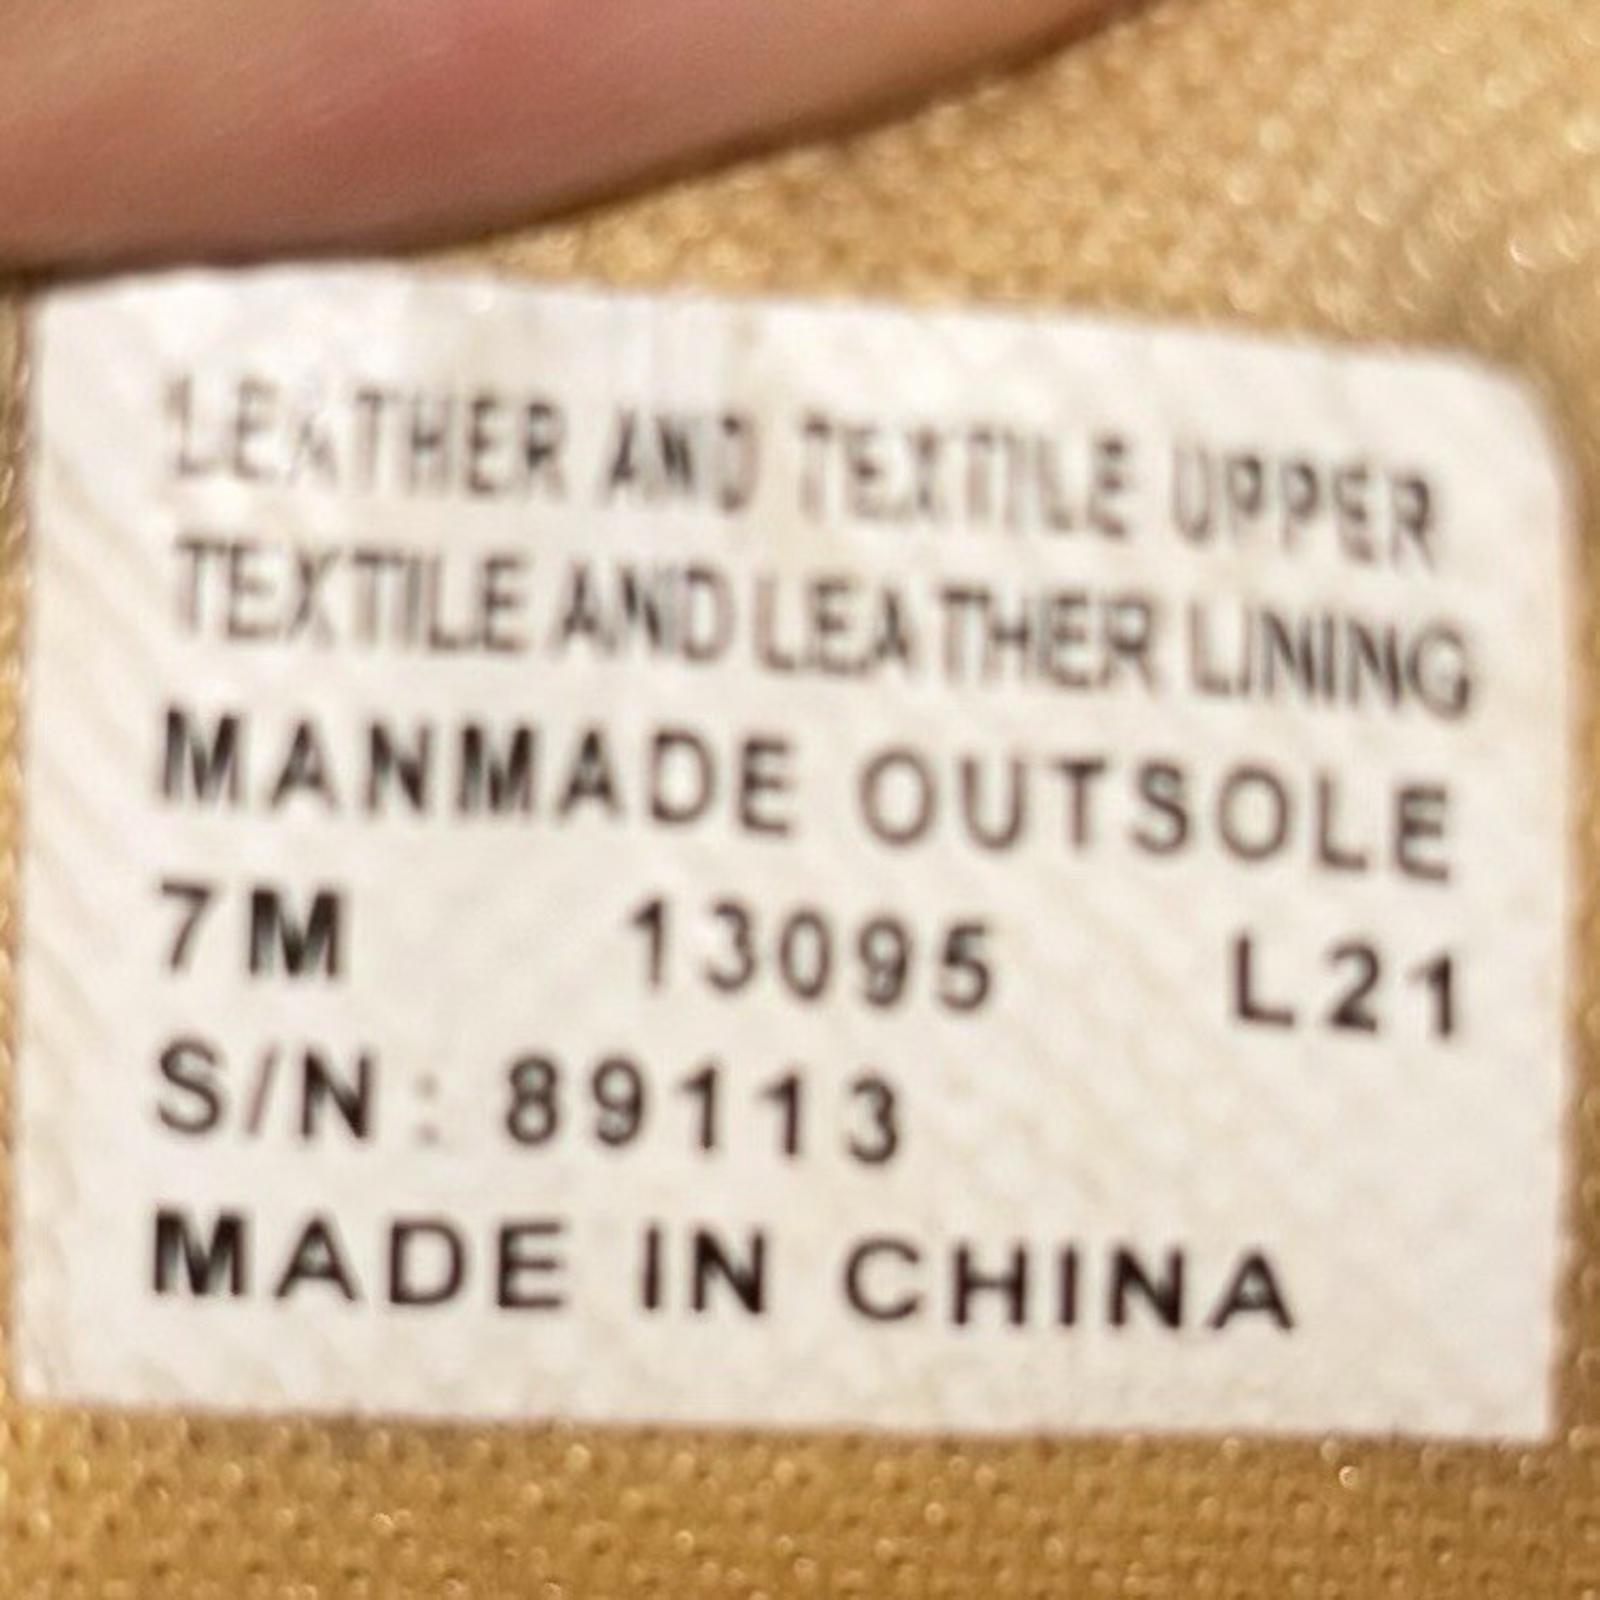 LEATHER AND TEXTILE UPPER
TEXTILE AND LEATHER LINING
MANMADE OUTSOLE
7M 13095 L21
S/N: 89113
MADE IN CHINA